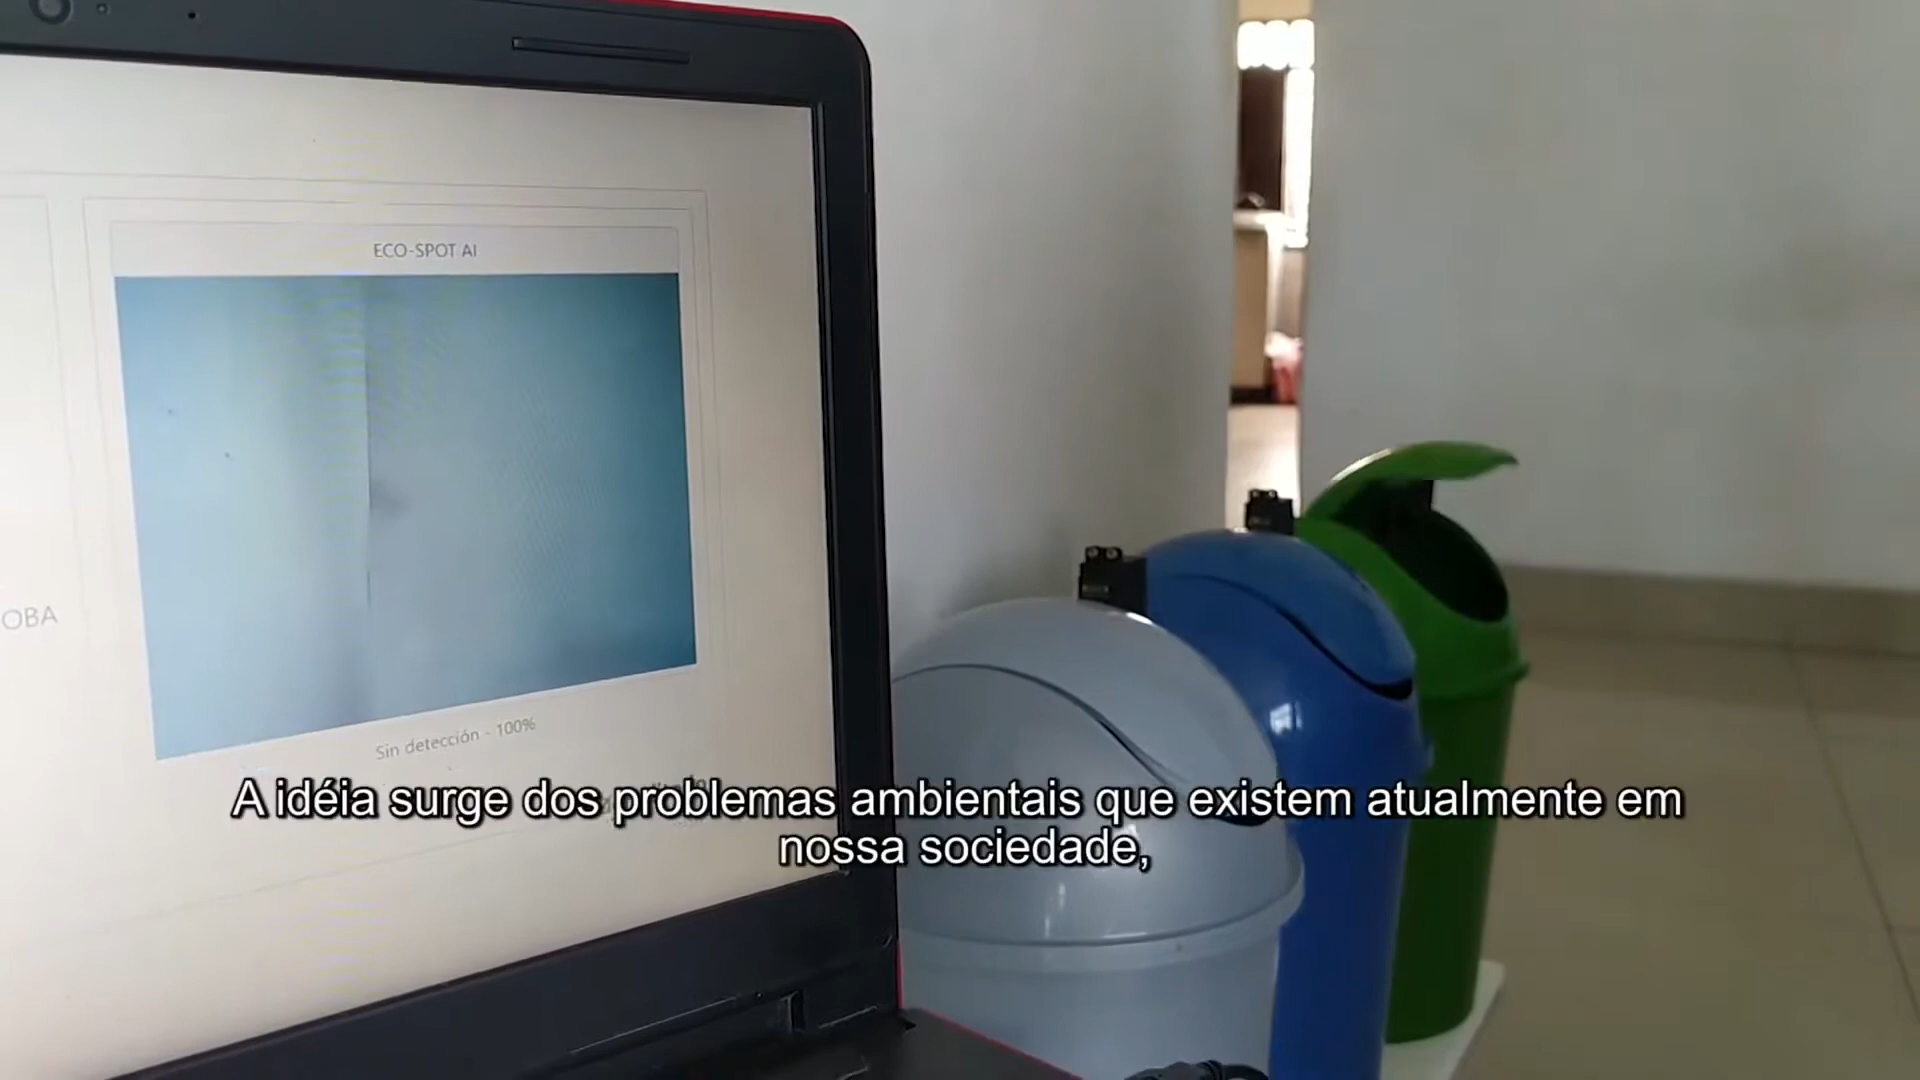 ECO-SPOT AI
OBA
Sin detección - 100%
A idéia surge dos problemas ambientais que existem atualmente em
nossa sociedade,